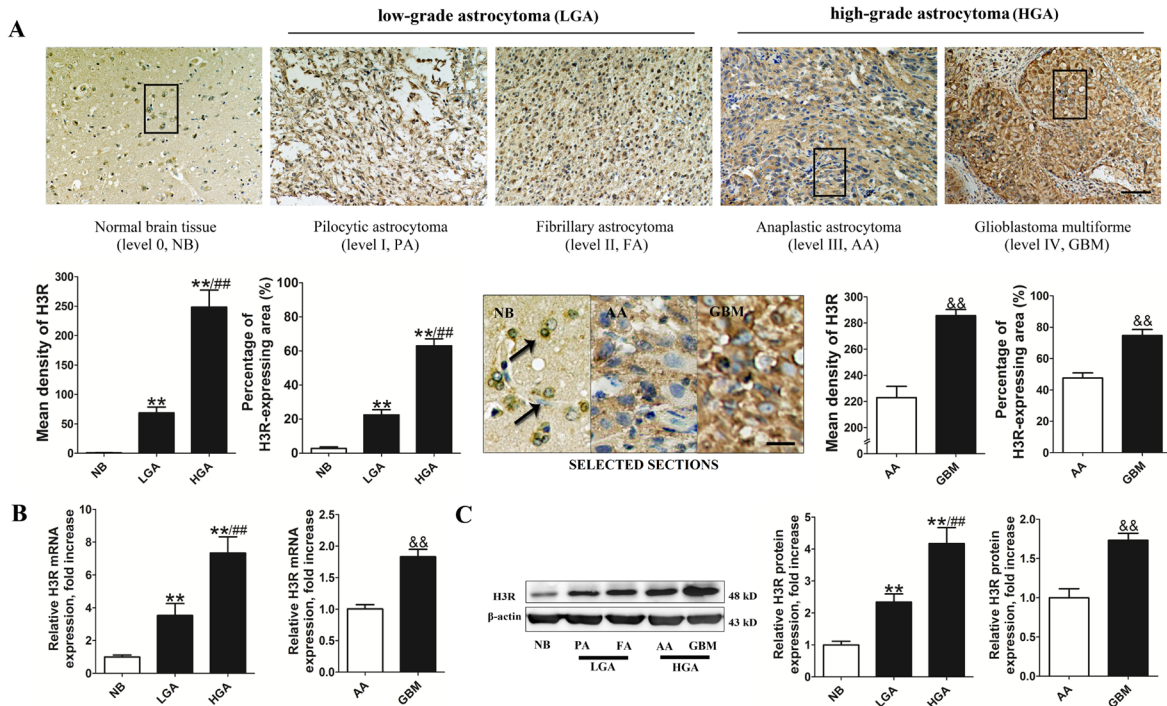 A
low-grade astrocytoma (LGA)
high-grade astrocytoma (HGA)
Normal brain tissue
(level 0, NB)
Pilocytic astrocytoma
(level I, PA)
Fibrillary astrocytoma
(level II, FA)
Anaplastic astrocytoma
(level III, AA)
Glioblastoma multiforme
(level IV, GBM)
Mean density of H3R
300
250
200
150
100
50
0
**
**/##
NB
LGA
HGA
Percentage of
H3R-expressing area (%)
100
80
60
40
20
0
**
**/##
NB
LGA
HGA
NB
AA
GBM
SELECTED SECTIONS
Mean density of H3R
300
280
260
240
220
200
&&
AA
GBM
Percentage of
H3R-expressing area (%)
100
80
60
40
20
0
&&
AA
GBM
B
Relative H3R mRNA
expression, fold increase
10
8
6
4
2
0
**
**/##
NB
LGA
HGA
Relative H3R mRNA
expression, fold increase
2.5
2.0
1.5
1.0
0.5
0.0
&&
AA
GBM
C
H3R
48 kD
β-actin
43 kD
NB
PA
FA
AA
GBM
LGA
HGA
Relative H3R protein
expression, fold increase
5
4
3
2
1
0
**
**/##
NB
LGA
HGA
Relative H3R protein
expression, fold increase
2.0
1.5
1.0
0.5
0.0
&&
AA
GBM